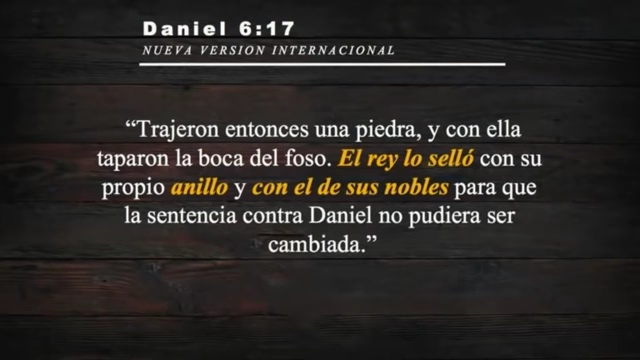 Daniel 6:17
NUEVA VERSION INTERNACIONAL
“Trajeron entonces una piedra, y con ella
taparon la boca del foso. El rey lo selló con su
propio anillo y con el de sus nobles para que
la sentencia contra Daniel no pudiera ser
cambiada.”